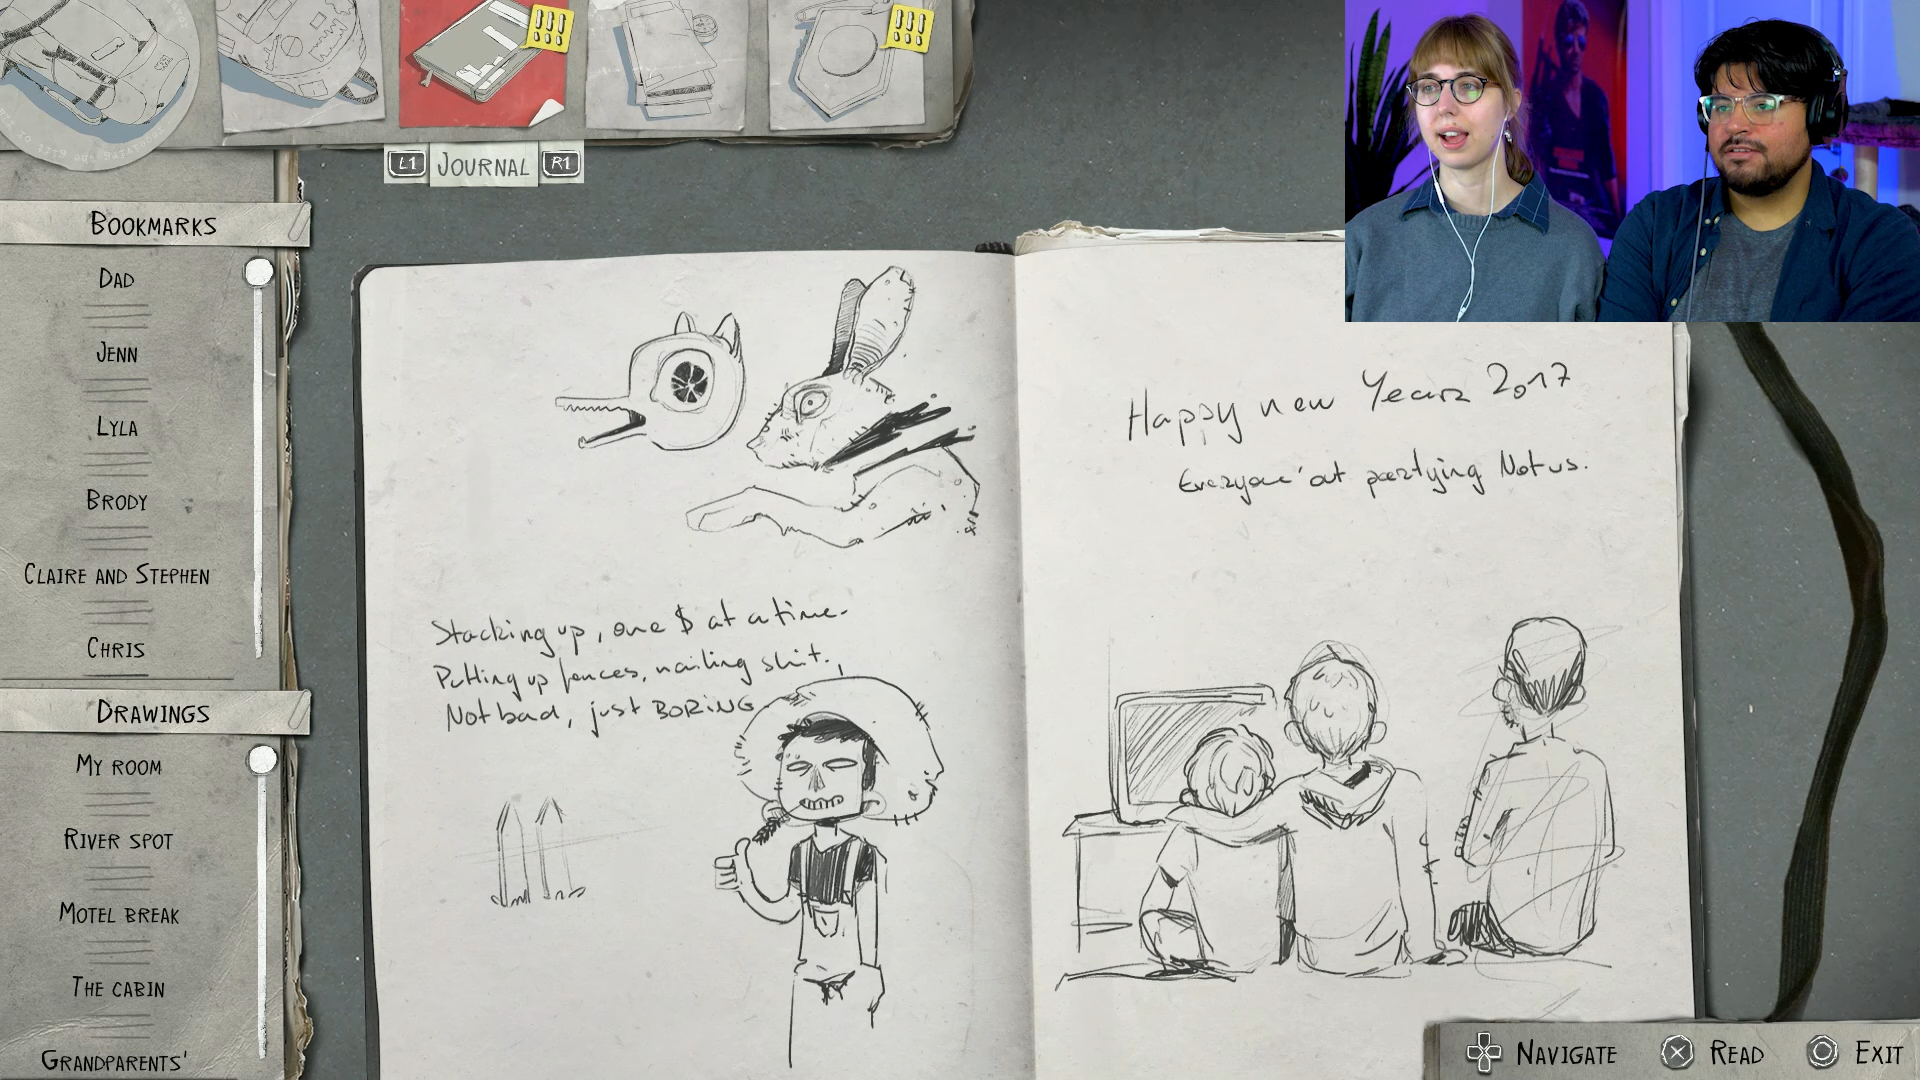 L1 JOURNAL R1
BOOKMARKS
DAD
JENN
LYLA
BRODY
CLAIRE AND STEPHEN
CHRIS
DRAWINGS
MY ROOM
RIVER SPOT
MOTEL BREAK
THE CABIN
GRANDPARENTS'
Stacking up, one $ at a time.
Putting up fences, nailing shit.
Not bad, just BORING
Happy new Years 2017
Everyone' out partying Not us.
NAVIGATE
READ
EXIT